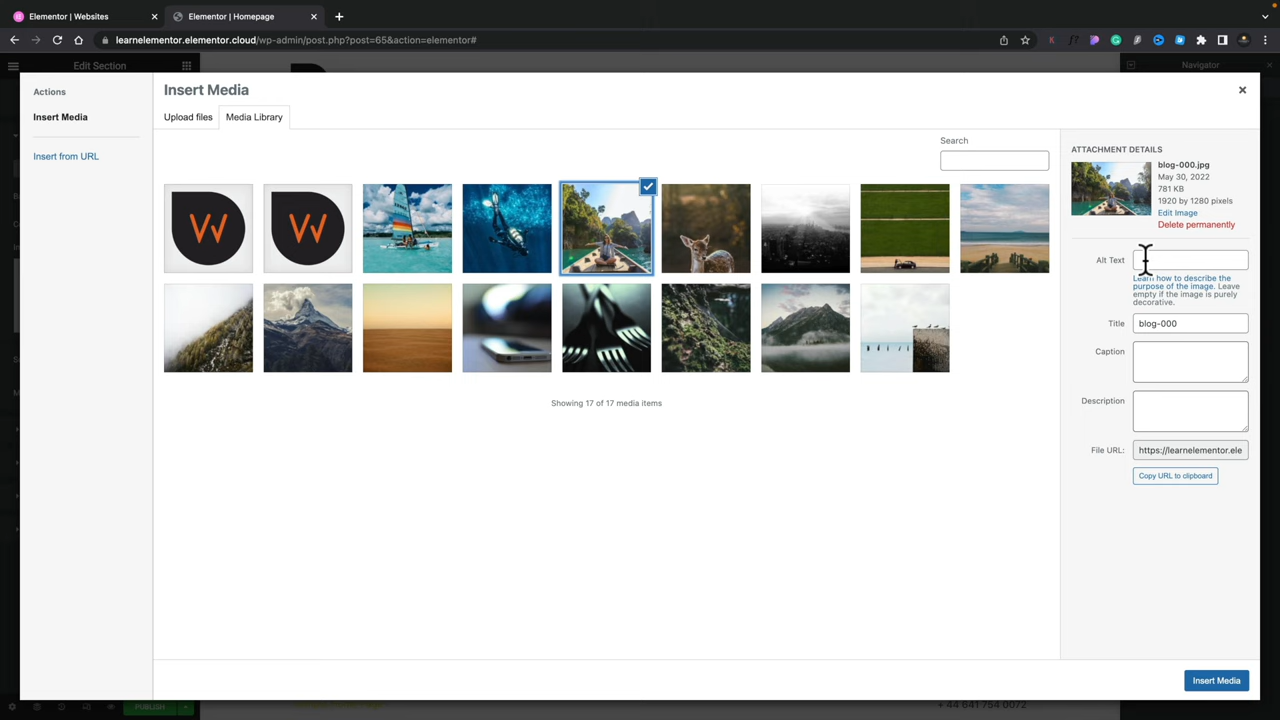 Elementor | Websites
Elementor | Homepage
learnelementor.elementor.cloud/wp-admin/post.php?post=65&action=elementor#
Edit Section
Navigator
Actions
Insert Media
Insert from URL
Insert Media
Upload files
Media Library
Search
ATTACHMENT DETAILS
blog-000.jpg
May 30, 2022
781 KB
1920 by 1280 pixels
Edit Image
Delete permanently
Alt Text
Learn how to describe the
purpose of the image. Leave
empty if the image is purely
decorative.
Title
blog-000
Caption
Description
File URL:
https://learnelementor.ele
Copy URL to clipboard
Showing 17 of 17 media items
Insert Media
PUBLISH
+ 44 641 754 0072